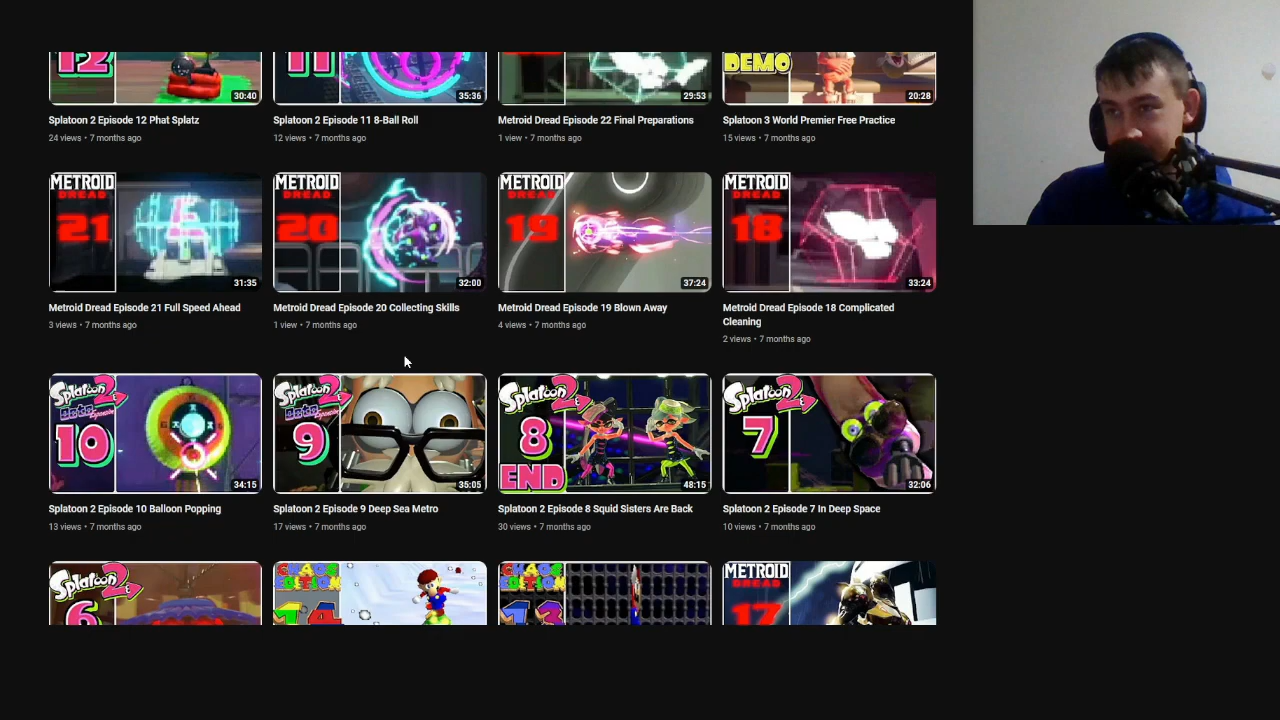 12
11
DEMO
30:40
35:36
29:53
20:28
Splatoon 2 Episode 12 Phat Splatz
Splatoon 2 Episode 11 8-Ball Roll
Metroid Dread Episode 22 Final Preparations
Splatoon 3 World Premier Free Practice
24 views • 7 months ago
12 views • 7 months ago
1 view • 7 months ago
15 views • 7 months ago
METROID DREAD 21
METROID DREAD 20
METROID DREAD 19
METROID DREAD 18
31:35
32:00
37:24
33:24
Metroid Dread Episode 21 Full Speed Ahead
Metroid Dread Episode 20 Collecting Skills
Metroid Dread Episode 19 Blown Away
Metroid Dread Episode 18 Complicated
Cleaning
3 views • 7 months ago
1 view • 7 months ago
4 views • 7 months ago
2 views • 7 months ago
Splatoon 2 10
Splatoon 2 9
Splatoon 2 8 END
Splatoon 2 7
34:15
35:05
48:15
32:06
Splatoon 2 Episode 10 Balloon Popping
Splatoon 2 Episode 9 Deep Sea Metro
Splatoon 2 Episode 8 Squid Sisters Are Back
Splatoon 2 Episode 7 In Deep Space
13 views • 7 months ago
17 views • 7 months ago
30 views • 7 months ago
10 views • 7 months ago
Splatoon 2 6
CHAOS EDITION 14
CHAOS EDITION 13
METROID DREAD 17